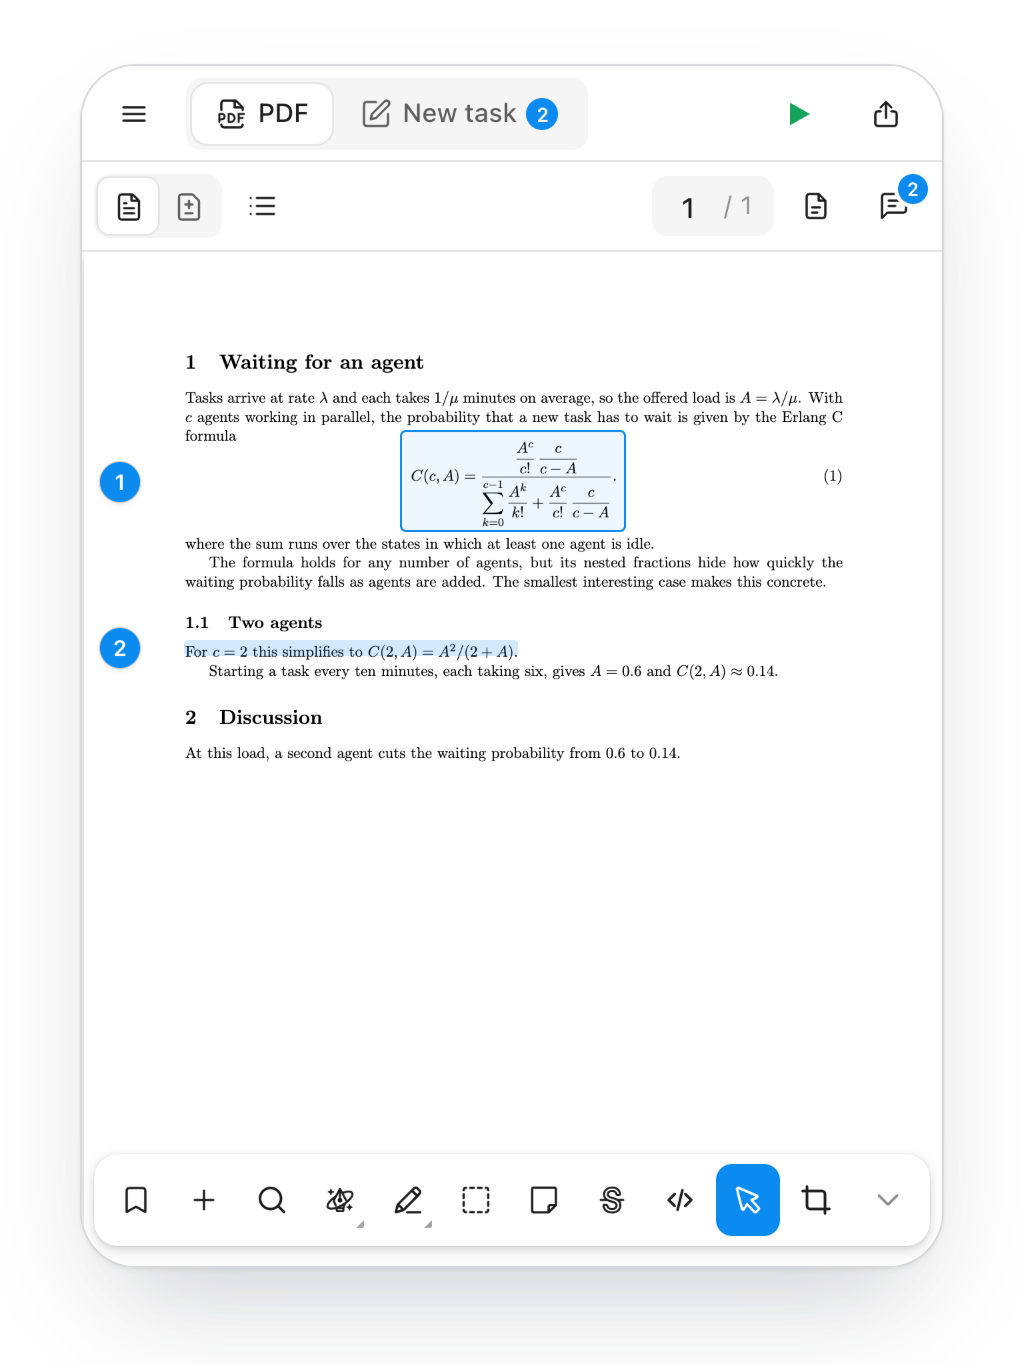 PDF New task 2
1 / 1 2
1 Waiting for an agent
Tasks arrive at rate λ and each takes 1/μ minutes on average, so the offered load is A = λ/μ. With
c agents working in parallel, the probability that a new task has to wait is given by the Erlang C
formula
1
C(c, A) = \frac{\frac{A^c}{c!} \frac{c}{c − A}}{\sum_{k=0}^{c−1} \frac{A^k}{k!} + \frac{A^c}{c!} \frac{c}{c − A}}. (1)
where the sum runs over the states in which at least one agent is idle.
The formula holds for any number of agents, but its nested fractions hide how quickly the
waiting probability falls as agents are added. The smallest interesting case makes this concrete.
1.1 Two agents
2
For c = 2 this simplifies to C(2, A) = A²/(2 + A).
Starting a task every ten minutes, each taking six, gives A = 0.6 and C(2, A) ≈ 0.14.
2 Discussion
At this load, a second agent cuts the waiting probability from 0.6 to 0.14.